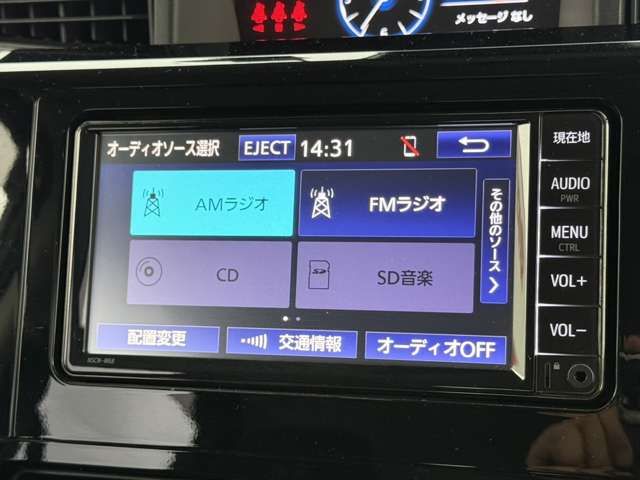 メッセージ なし
オーディオソース選択 EJECT 14:31
AMラジオ FMラジオ
CD SD音楽
その他のソース
配置変更 交通情報 オーディオOFF
現在地
AUDIO
PWR
MENU
CTRL
VOL+
VOL−
NSCN-W68